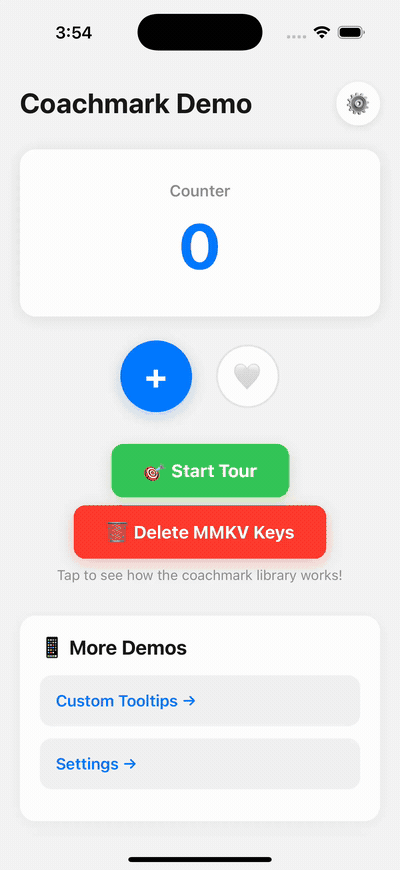 3:54
Coachmark Demo
Counter
0
+
🎯 Start Tour
🗑️ Delete MMKV Keys
Tap to see how the coachmark library works!
📱 More Demos
Custom Tooltips →
Settings →